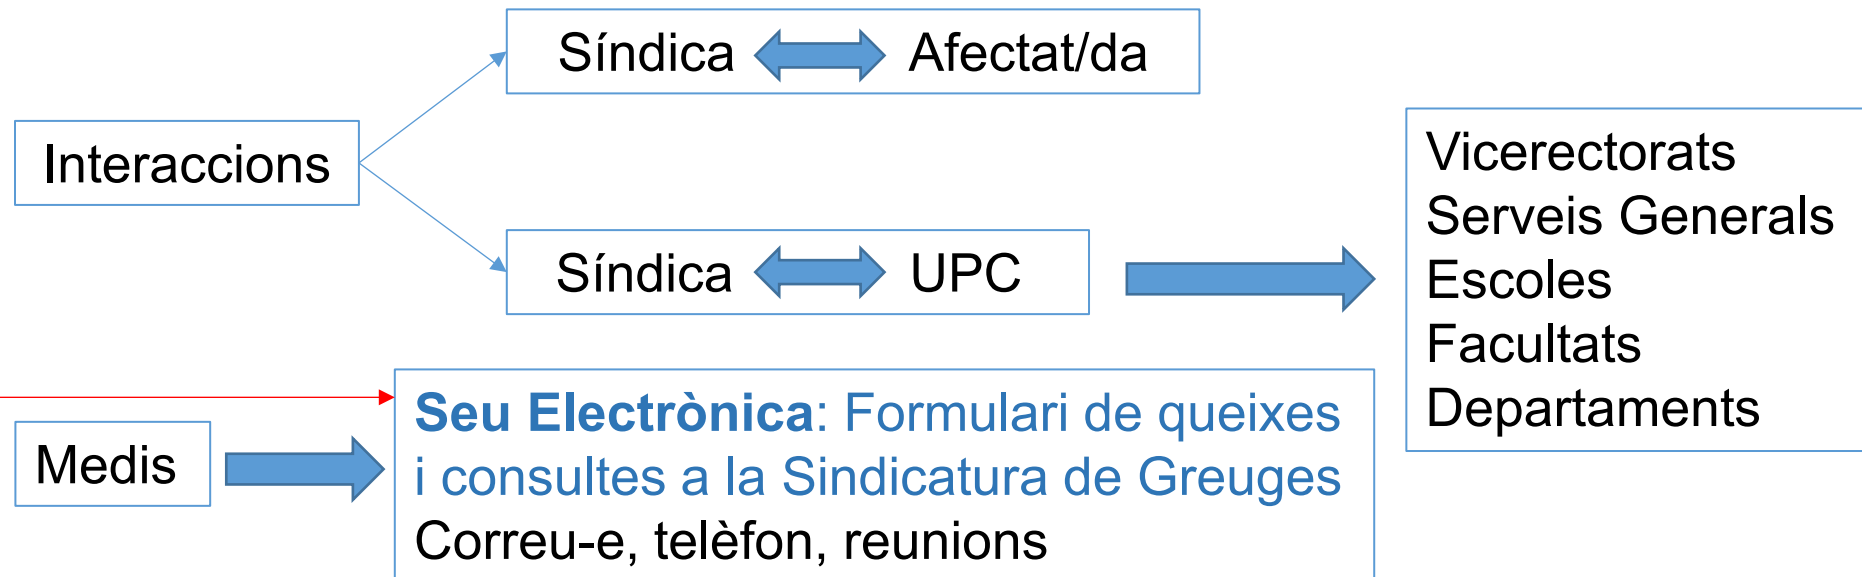 Síndica Afectat/da
Interaccions
Síndica UPC
Vicerectorats
Serveis Generals
Escoles
Facultats
Departaments
Medis
Seu Electrònica: Formulari de queixes
i consultes a la Sindicatura de Greuges
Correu-e, telèfon, reunions